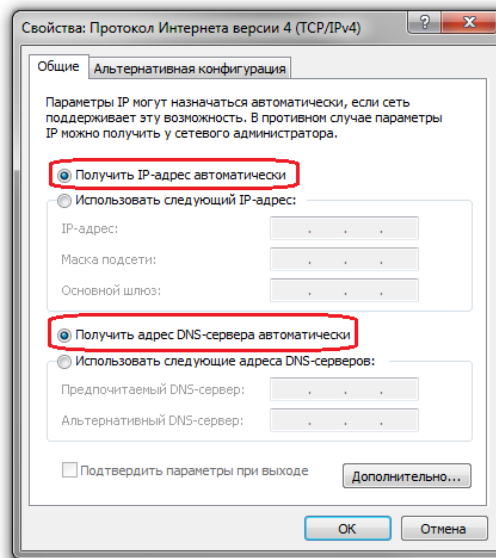 Свойства: Протокол Интернета версии 4 (TCP/IPv4)
?
Общие
Альтернативная конфигурация
Параметры IP могут назначаться автоматически, если сеть
поддерживает эту возможность. В противном случае параметры
IP можно получить у сетевого администратора.
Получить IP-адрес автоматически
Использовать следующий IP-адрес:
IP-адрес:
Маска подсети:
Основной шлюз:
Получить адрес DNS-сервера автоматически
Использовать следующие адреса DNS-серверов:
Предпочитаемый DNS-сервер:
Альтернативный DNS-сервер:
Подтвердить параметры при выходе
Дополнительно...
ОК
Отмена